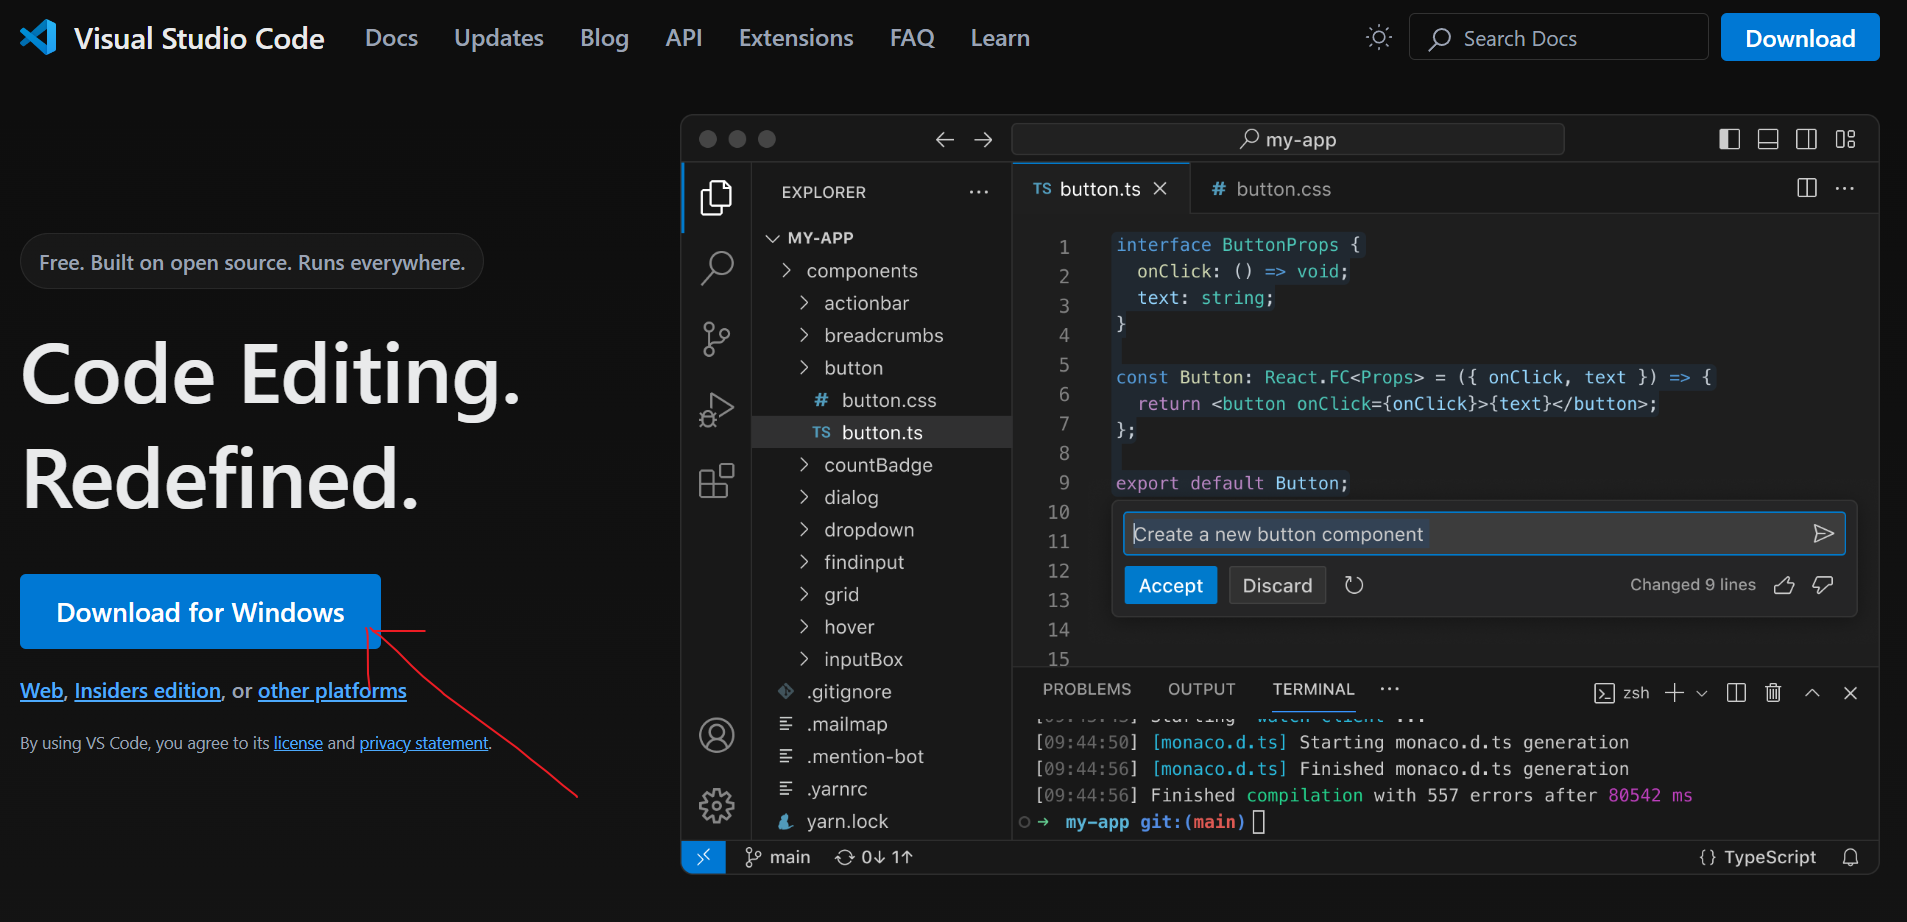 Visual Studio Code Docs Updates Blog API Extensions FAQ Learn Search Docs Download
Free. Built on open source. Runs everywhere.
Code Editing.
Redefined.
Download for Windows
Web, Insiders edition, or other platforms
By using VS Code, you agree to its license and privacy statement.
my-app
EXPLORER
MY-APP
components
actionbar
breadcrumbs
button
# button.css
TS button.ts
countBadge
dialog
dropdown
findinput
grid
hover
inputBox
.gitignore
.mailmap
.mention-bot
.yarnrc
yarn.lock
TS button.ts # button.css
1 interface ButtonProps {
2 onClick: () => void;
3 text: string;
4 }
5
6 const Button: React.FC<Props> = ({ onClick, text }) => {
7 return <button onClick={onClick}>{text}</button>;
8 };
9 export default Button;
10
11
12
13
14
15
Create a new button component
Accept Discard Changed 9 lines
PROBLEMS OUTPUT TERMINAL zsh
[09:44:50] [monaco.d.ts] Starting monaco.d.ts generation
[09:44:56] [monaco.d.ts] Finished monaco.d.ts generation
[09:44:56] Finished compilation with 557 errors after 80542 ms
my-app git:(main)
main 0↓ 1↑ {} TypeScript